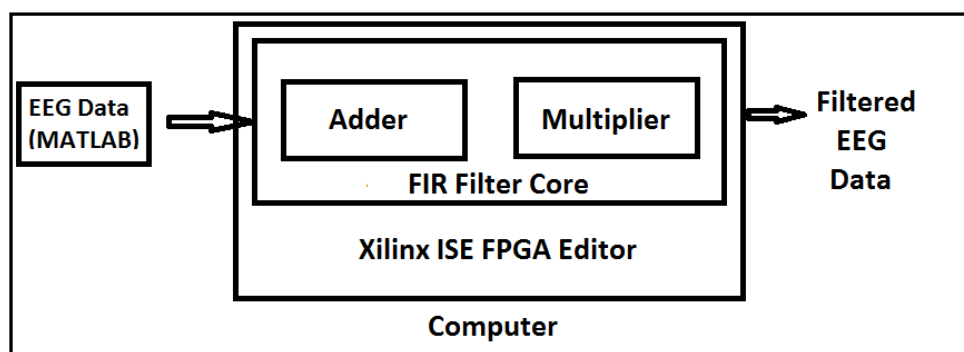 EEG Data
(MATLAB)
Adder
Multiplier
FIR Filter Core
Xilinx ISE FPGA Editor
Computer
Filtered
EEG
Data